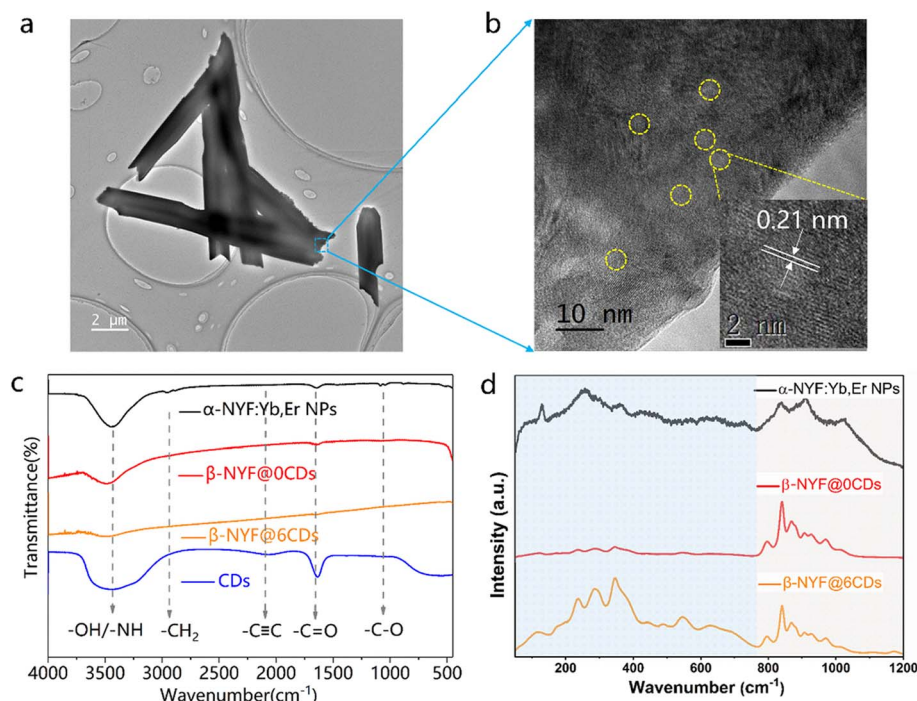 a
2 μm
b
0.21 nm
10 nm
2 nm
c
α-NYF:Yb,Er NPs
β-NYF@0CDs
β-NYF@6CDs
CDs
-OH/-NH
-CH₂
-C≡C
-C=O
-C-O
Transmittance(%)
4000 3500 3000 2500 2000 1500 1000 500
Wavenumber(cm⁻¹)
d
α-NYF:Yb,Er NPs
β-NYF@0CDs
β-NYF@6CDs
Intensity (a.u.)
200 400 600 800 1000 1200
Wavenumber (cm⁻¹)